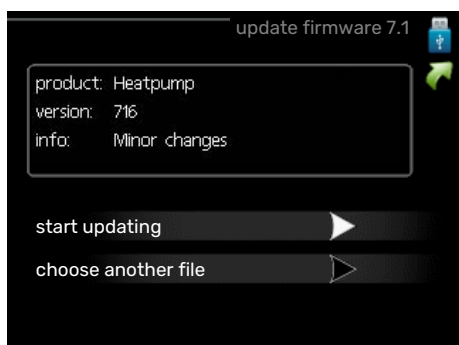 update firmware 7.1
product: Heatpump
version: 716
info: Minor changes
start updating
choose another file